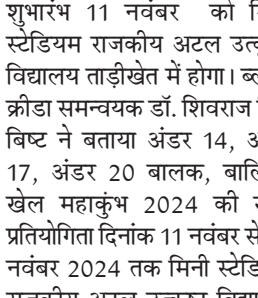 शुभारंभ 11 नवंबर को
स्टेडियम राजकीय अटल
विद्यालय ताड़ीखेत में होगा।
क्रीडा समन्वयक डॉ. शिवराज
बिष्ट ने बताया अंडर 14,
17, अंडर 20 बालक,
खेल महाकुंभ 2024 की
प्रतियोगिता दिनांक 11 नवंबर से
नवंबर 2024 तक मिनी